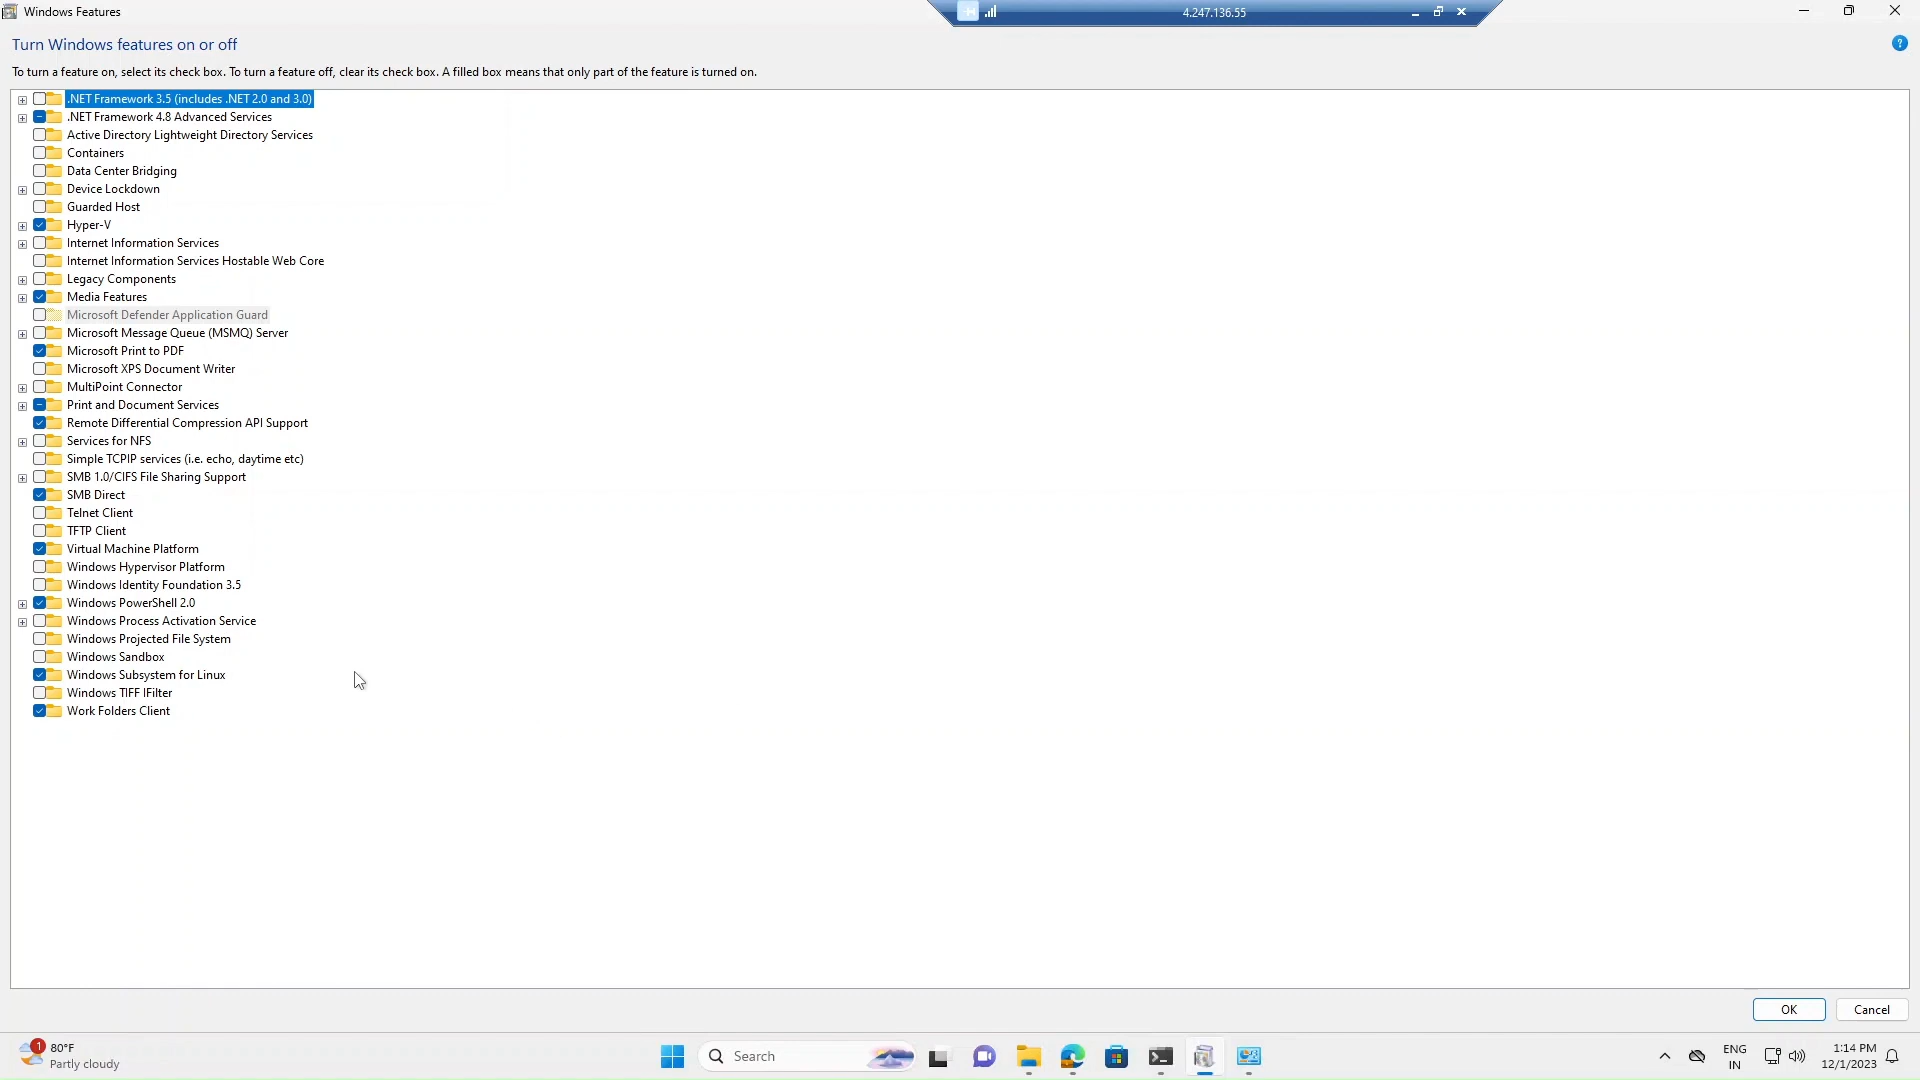 Windows Features
4.247.136.55
Turn Windows features on or off
To turn a feature on, select its check box. To turn a feature off, clear its check box. A filled box means that only part of the feature is turned on.
.NET Framework 3.5 (includes .NET 2.0 and 3.0)
.NET Framework 4.8 Advanced Services
Active Directory Lightweight Directory Services
Containers
Data Center Bridging
Device Lockdown
Guarded Host
Hyper-V
Internet Information Services
Internet Information Services Hostable Web Core
Legacy Components
Media Features
Microsoft Defender Application Guard
Microsoft Message Queue (MSMQ) Server
Microsoft Print to PDF
Microsoft XPS Document Writer
MultiPoint Connector
Print and Document Services
Remote Differential Compression API Support
Services for NFS
Simple TCPIP services (i.e. echo, daytime etc)
SMB 1.0/CIFS File Sharing Support
SMB Direct
Telnet Client
TFTP Client
Virtual Machine Platform
Windows Hypervisor Platform
Windows Identity Foundation 3.5
Windows PowerShell 2.0
Windows Process Activation Service
Windows Projected File System
Windows Sandbox
Windows Subsystem for Linux
Windows TIFF IFilter
Work Folders Client
OK
Cancel
1
80°F
Partly cloudy
Search
ENG
IN
1:14 PM
12/1/2023